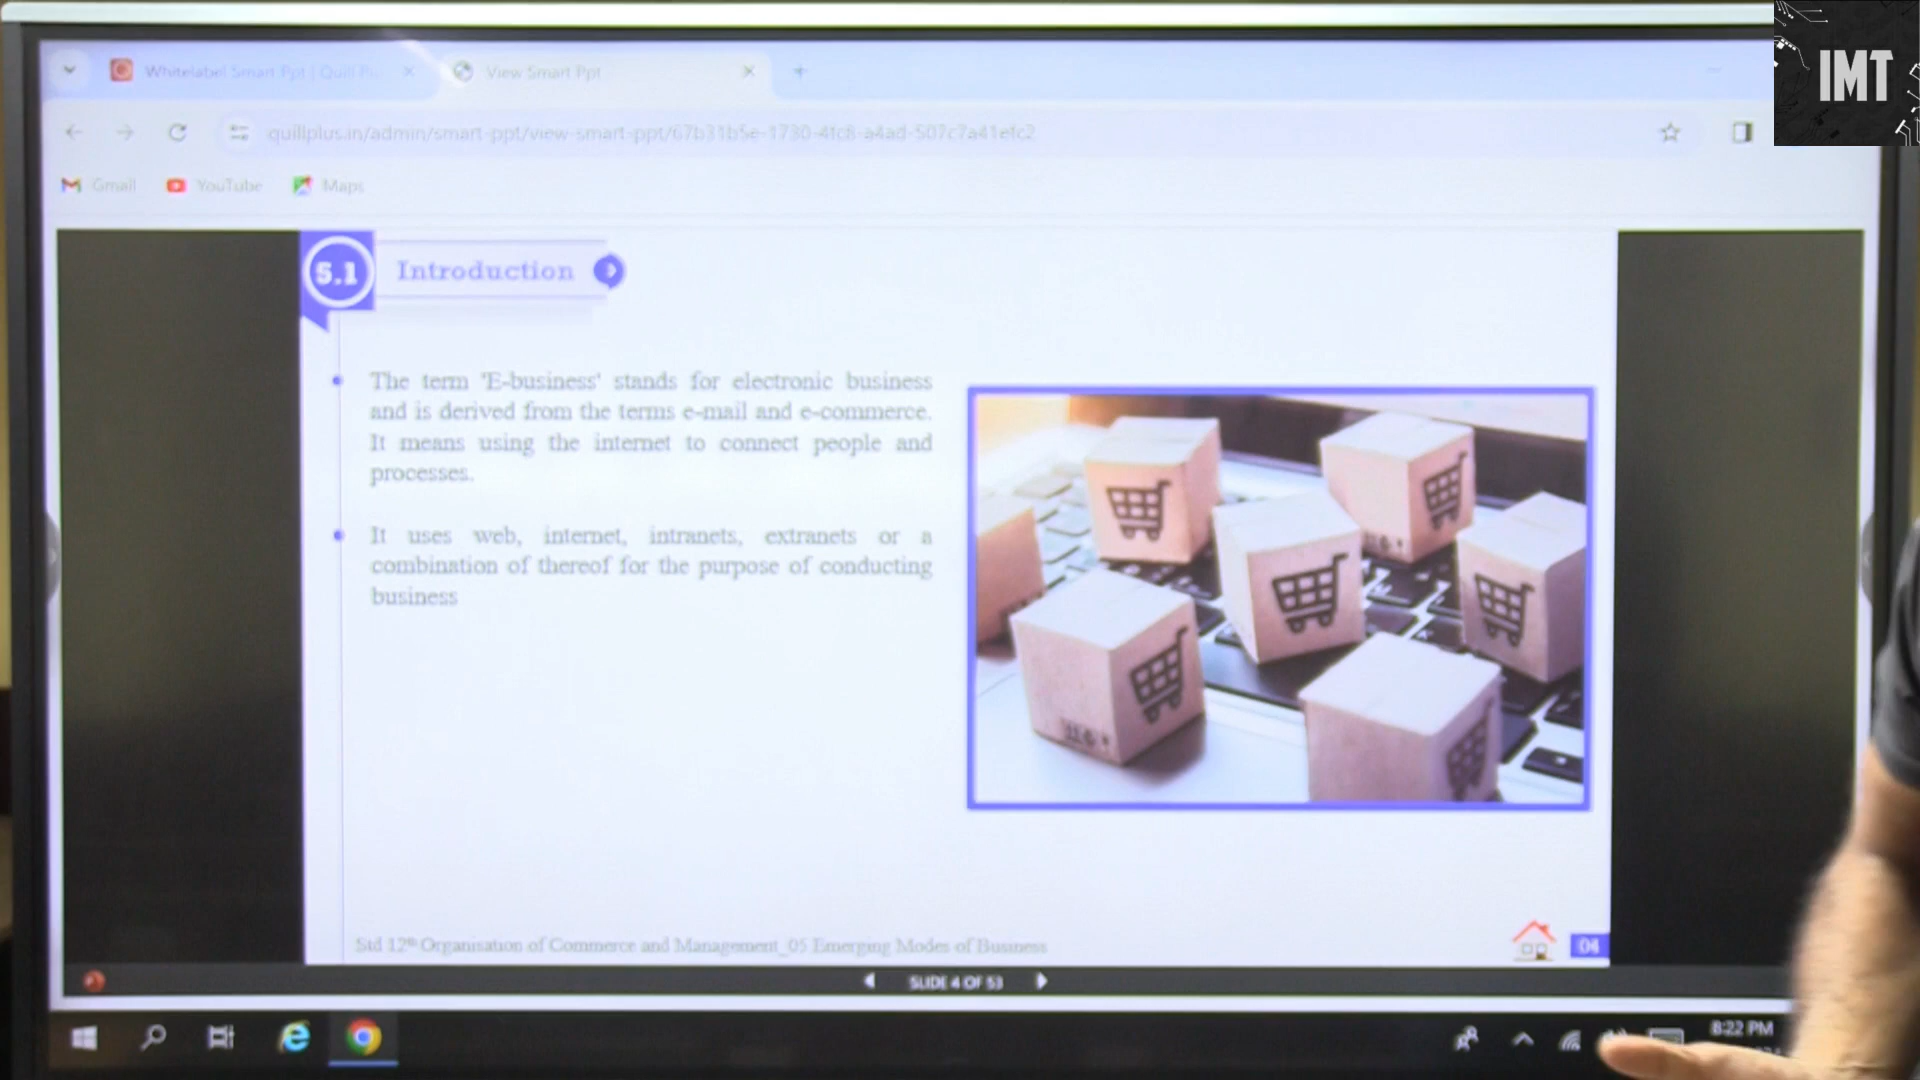 IMT
Whitelabel Smart Ppt | Quill Plu
View Smart Ppt
quillplus.in/admin/smart-ppt/view-smart-ppt/67b31b5e-1730-4fc8-a4ad-507c7a41efc2
Gmail
YouTube
Maps
5.1 Introduction
The term 'E-business' stands for electronic business
and is derived from the terms e-mail and e-commerce.
It means using the internet to connect people and
processes.
It uses web, internet, intranets, extranets or a
combination of thereof for the purpose of conducting
business
Std 12th Organisation of Commerce and Management_05 Emerging Modes of Business
04
SLIDE 4 OF 53
8:22 PM